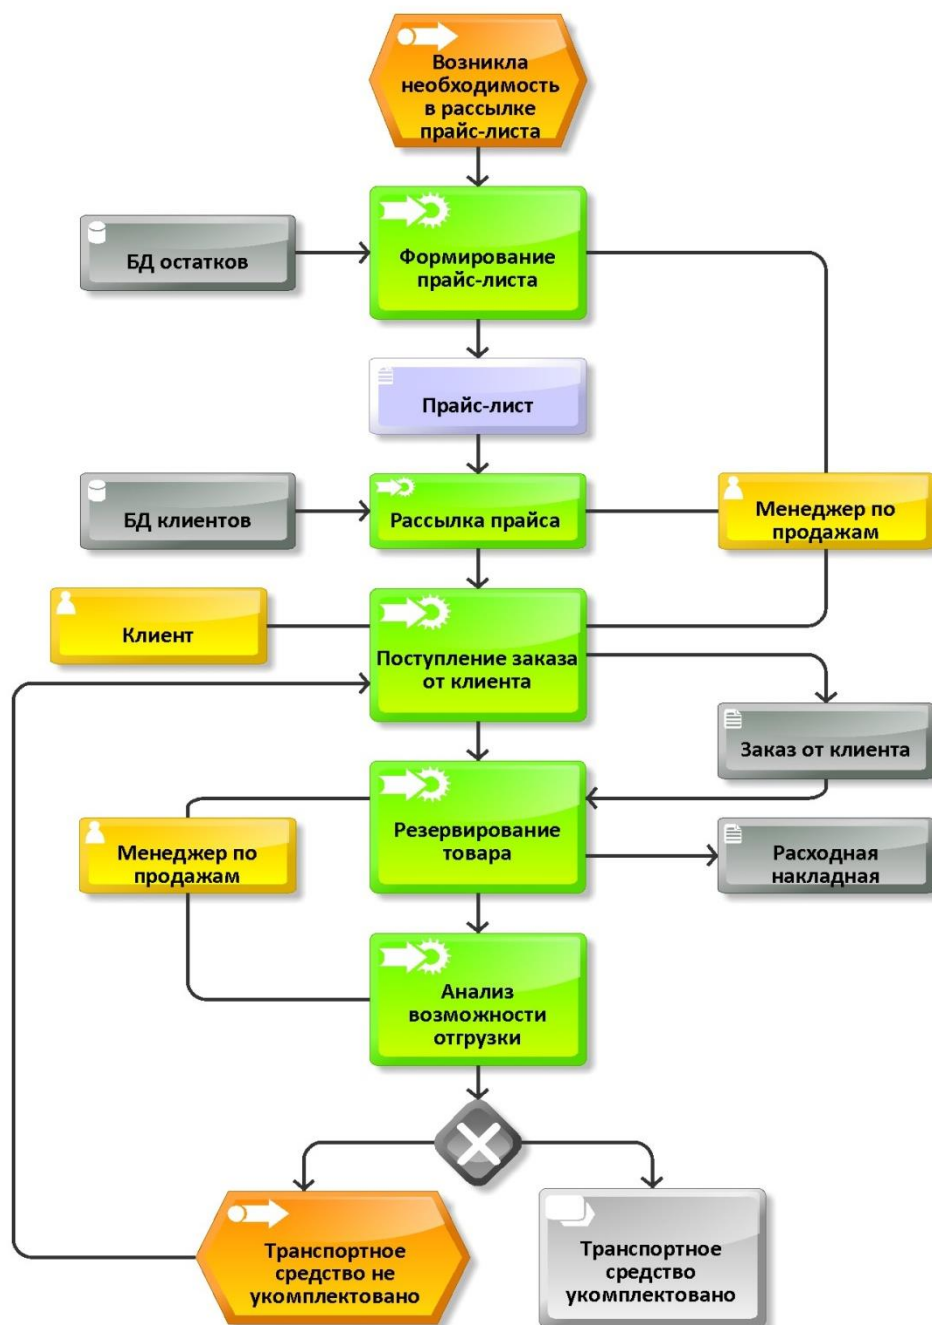 Возникла
необходимость
в рассылке
прайс-листа
БД остатков
Формирование
прайс-листа
Прайс-лист
БД клиентов
Рассылка прайса
Менеджер по
продажам
Клиент
Поступление заказа
от клиента
Заказ от клиента
Менеджер по
продажам
Резервирование
товара
Расходная
накладная
Анализ
возможности
отгрузки
Транспортное
средство не
укомплектовано
Транспортное
средство
укомплектовано